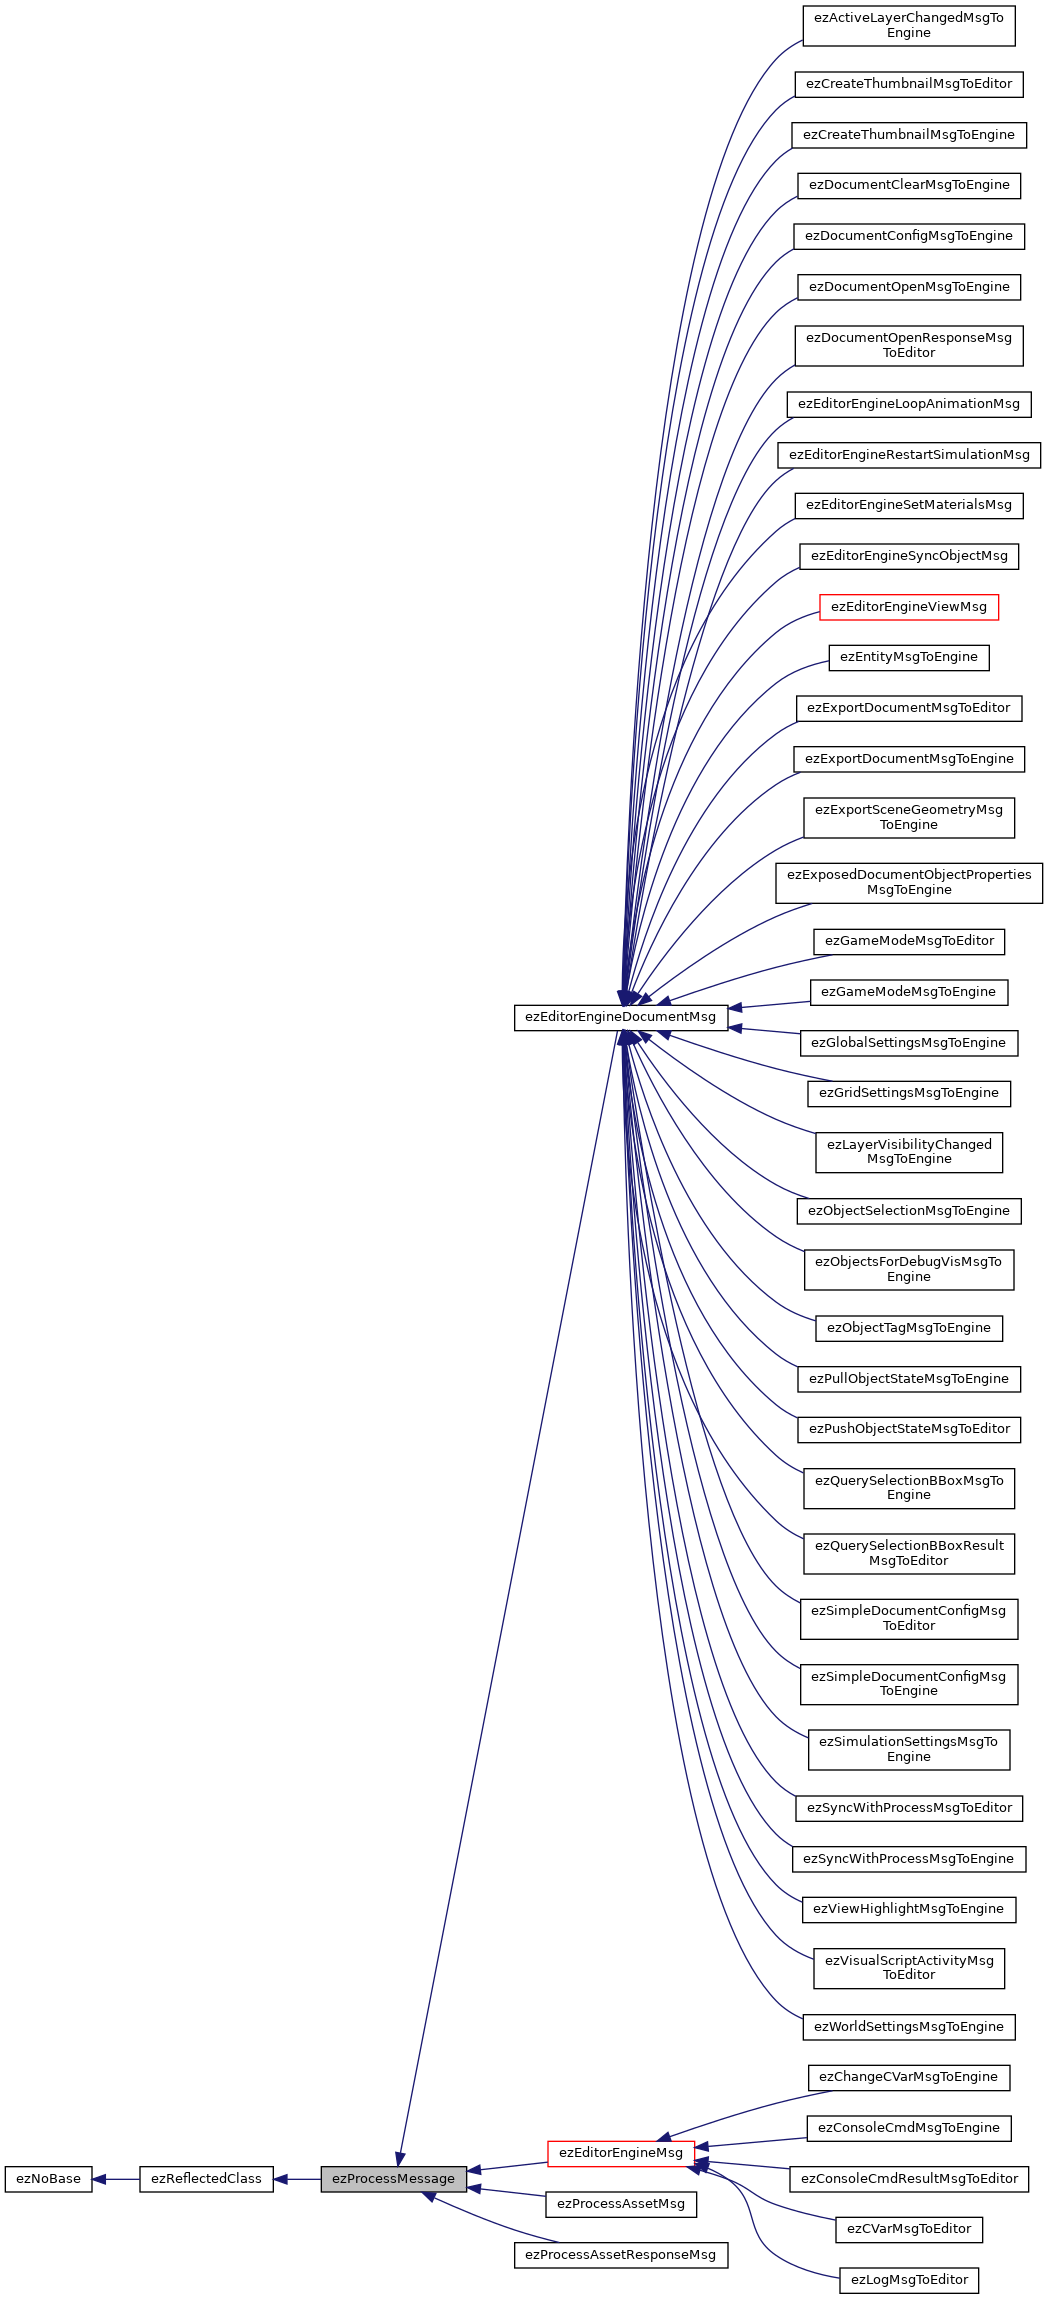 ezActiveLayerChangedMsgTo
Engine
ezCreateThumbnailMsgToEditor
ezCreateThumbnailMsgToEngine
ezDocumentClearMsgToEngine
ezDocumentConfigMsgToEngine
ezDocumentOpenMsgToEngine
ezDocumentOpenResponseMsg
ToEditor
ezEditorEngineLoopAnimationMsg
ezEditorEngineRestartSimulationMsg
ezEditorEngineSetMaterialsMsg
ezEditorEngineSyncObjectMsg
ezEditorEngineViewMsg
ezEntityMsgToEngine
ezExportDocumentMsgToEditor
ezExportDocumentMsgToEngine
ezExportSceneGeometryMsg
ToEngine
ezExposedDocumentObjectProperties
MsgToEngine
ezGameModeMsgToEditor
ezGameModeMsgToEngine
ezEditorEngineDocumentMsg
ezGlobalSettingsMsgToEngine
ezGridSettingsMsgToEngine
ezLayerVisibilityChanged
MsgToEngine
ezObjectSelectionMsgToEngine
ezObjectsForDebugVisMsgTo
Engine
ezObjectTagMsgToEngine
ezPullObjectStateMsgToEngine
ezPushObjectStateMsgToEditor
ezQuerySelectionBBoxMsgTo
Engine
ezQuerySelectionBBoxResult
MsgToEditor
ezSimpleDocumentConfigMsg
ToEditor
ezSimpleDocumentConfigMsg
ToEngine
ezSimulationSettingsMsgTo
Engine
ezSyncWithProcessMsgToEditor
ezSyncWithProcessMsgToEngine
ezViewHighlightMsgToEngine
ezVisualScriptActivityMsg
ToEditor
ezWorldSettingsMsgToEngine
ezChangeCVarMsgToEngine
ezConsoleCmdMsgToEngine
ezEditorEngineMsg
ezNoBase
ezReflectedClass
ezProcessMessage
ezConsoleCmdResultMsgToEditor
ezProcessAssetMsg
ezCVarMsgToEditor
ezProcessAssetResponseMsg
ezLogMsgToEditor